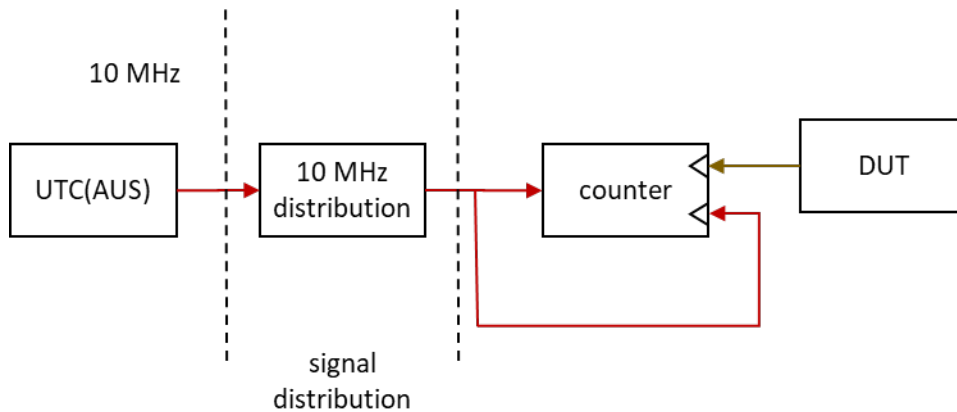 10 MHz
UTC(AUS)
10 MHz
distribution
counter
DUT
signal
distribution